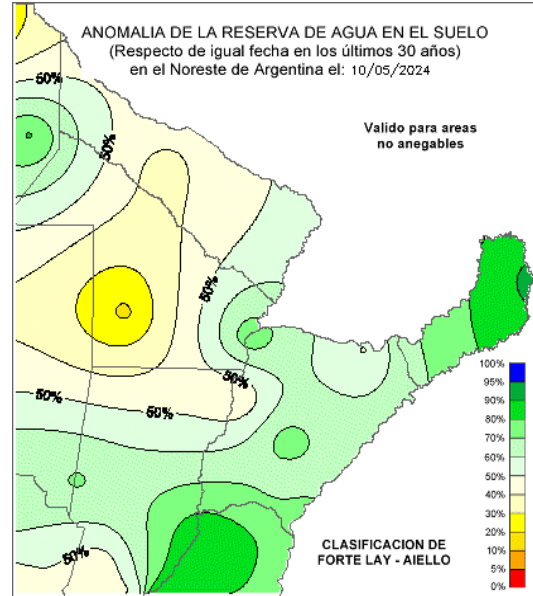 ANOMALIA DE LA RESERVA DE AGUA EN EL SUELO
(Respecto de igual fecha en los últimos 30 años)
en el Noreste de Argentina el: 10/05/2024
Valido para areas
no anegables
50%
50%
50%
50%
50%
50%
50%
100%
95%
90%
80%
70%
60%
50%
40%
30%
20%
10%
5%
0%
CLASIFICACION DE
FORTE LAY - AIELLO